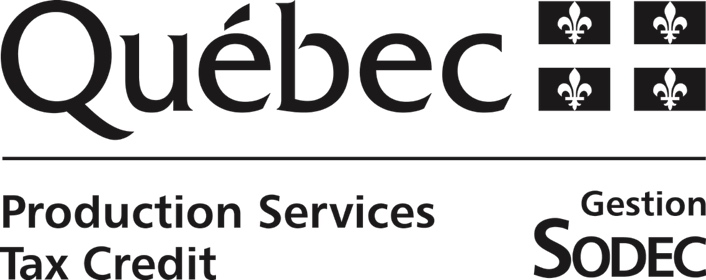 Québec
Production Services
Tax Credit
Gestion
SODEC